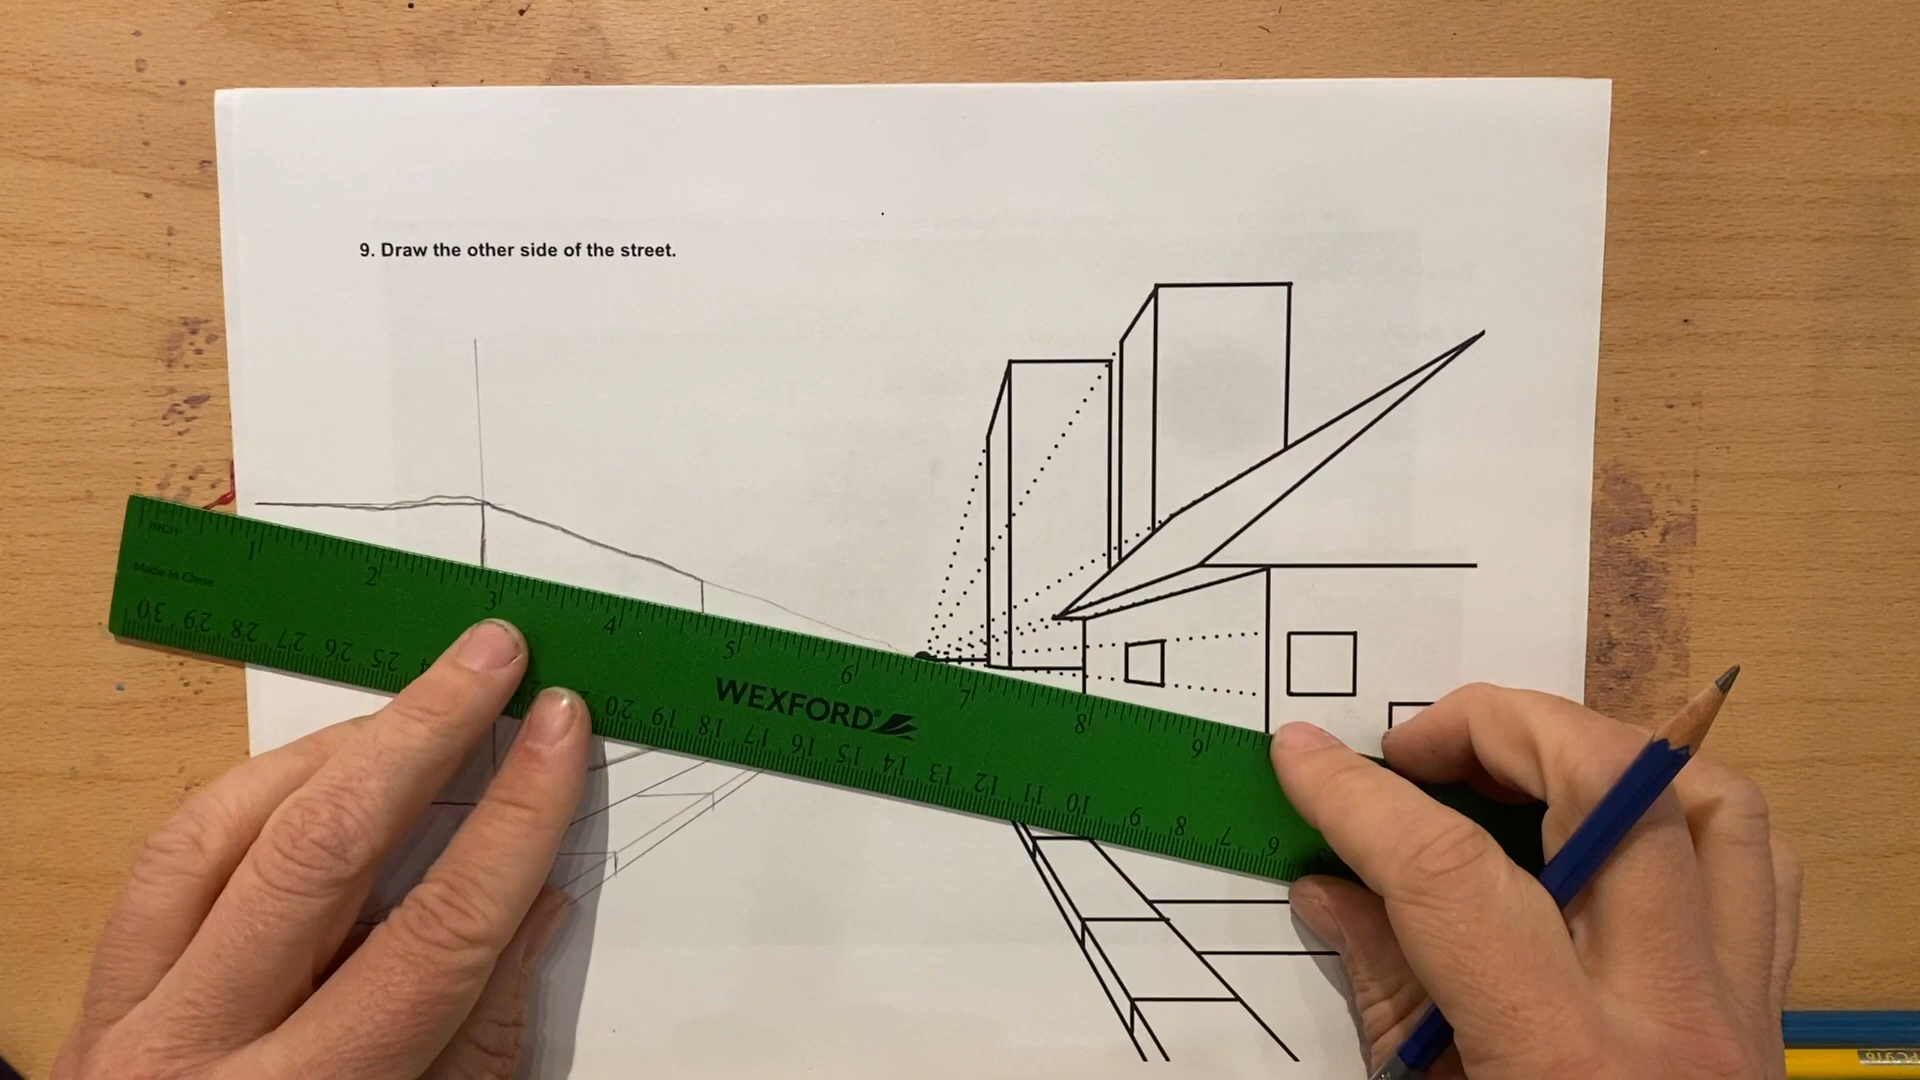 9. Draw the other side of the street.
INCH
1 2 3 4 5 6 7 8 9
Made in China
30 29 28 27 26 25 20 19 18 17 16 15 14 13 12 11 10 9 8 7 6
WEXFORD®